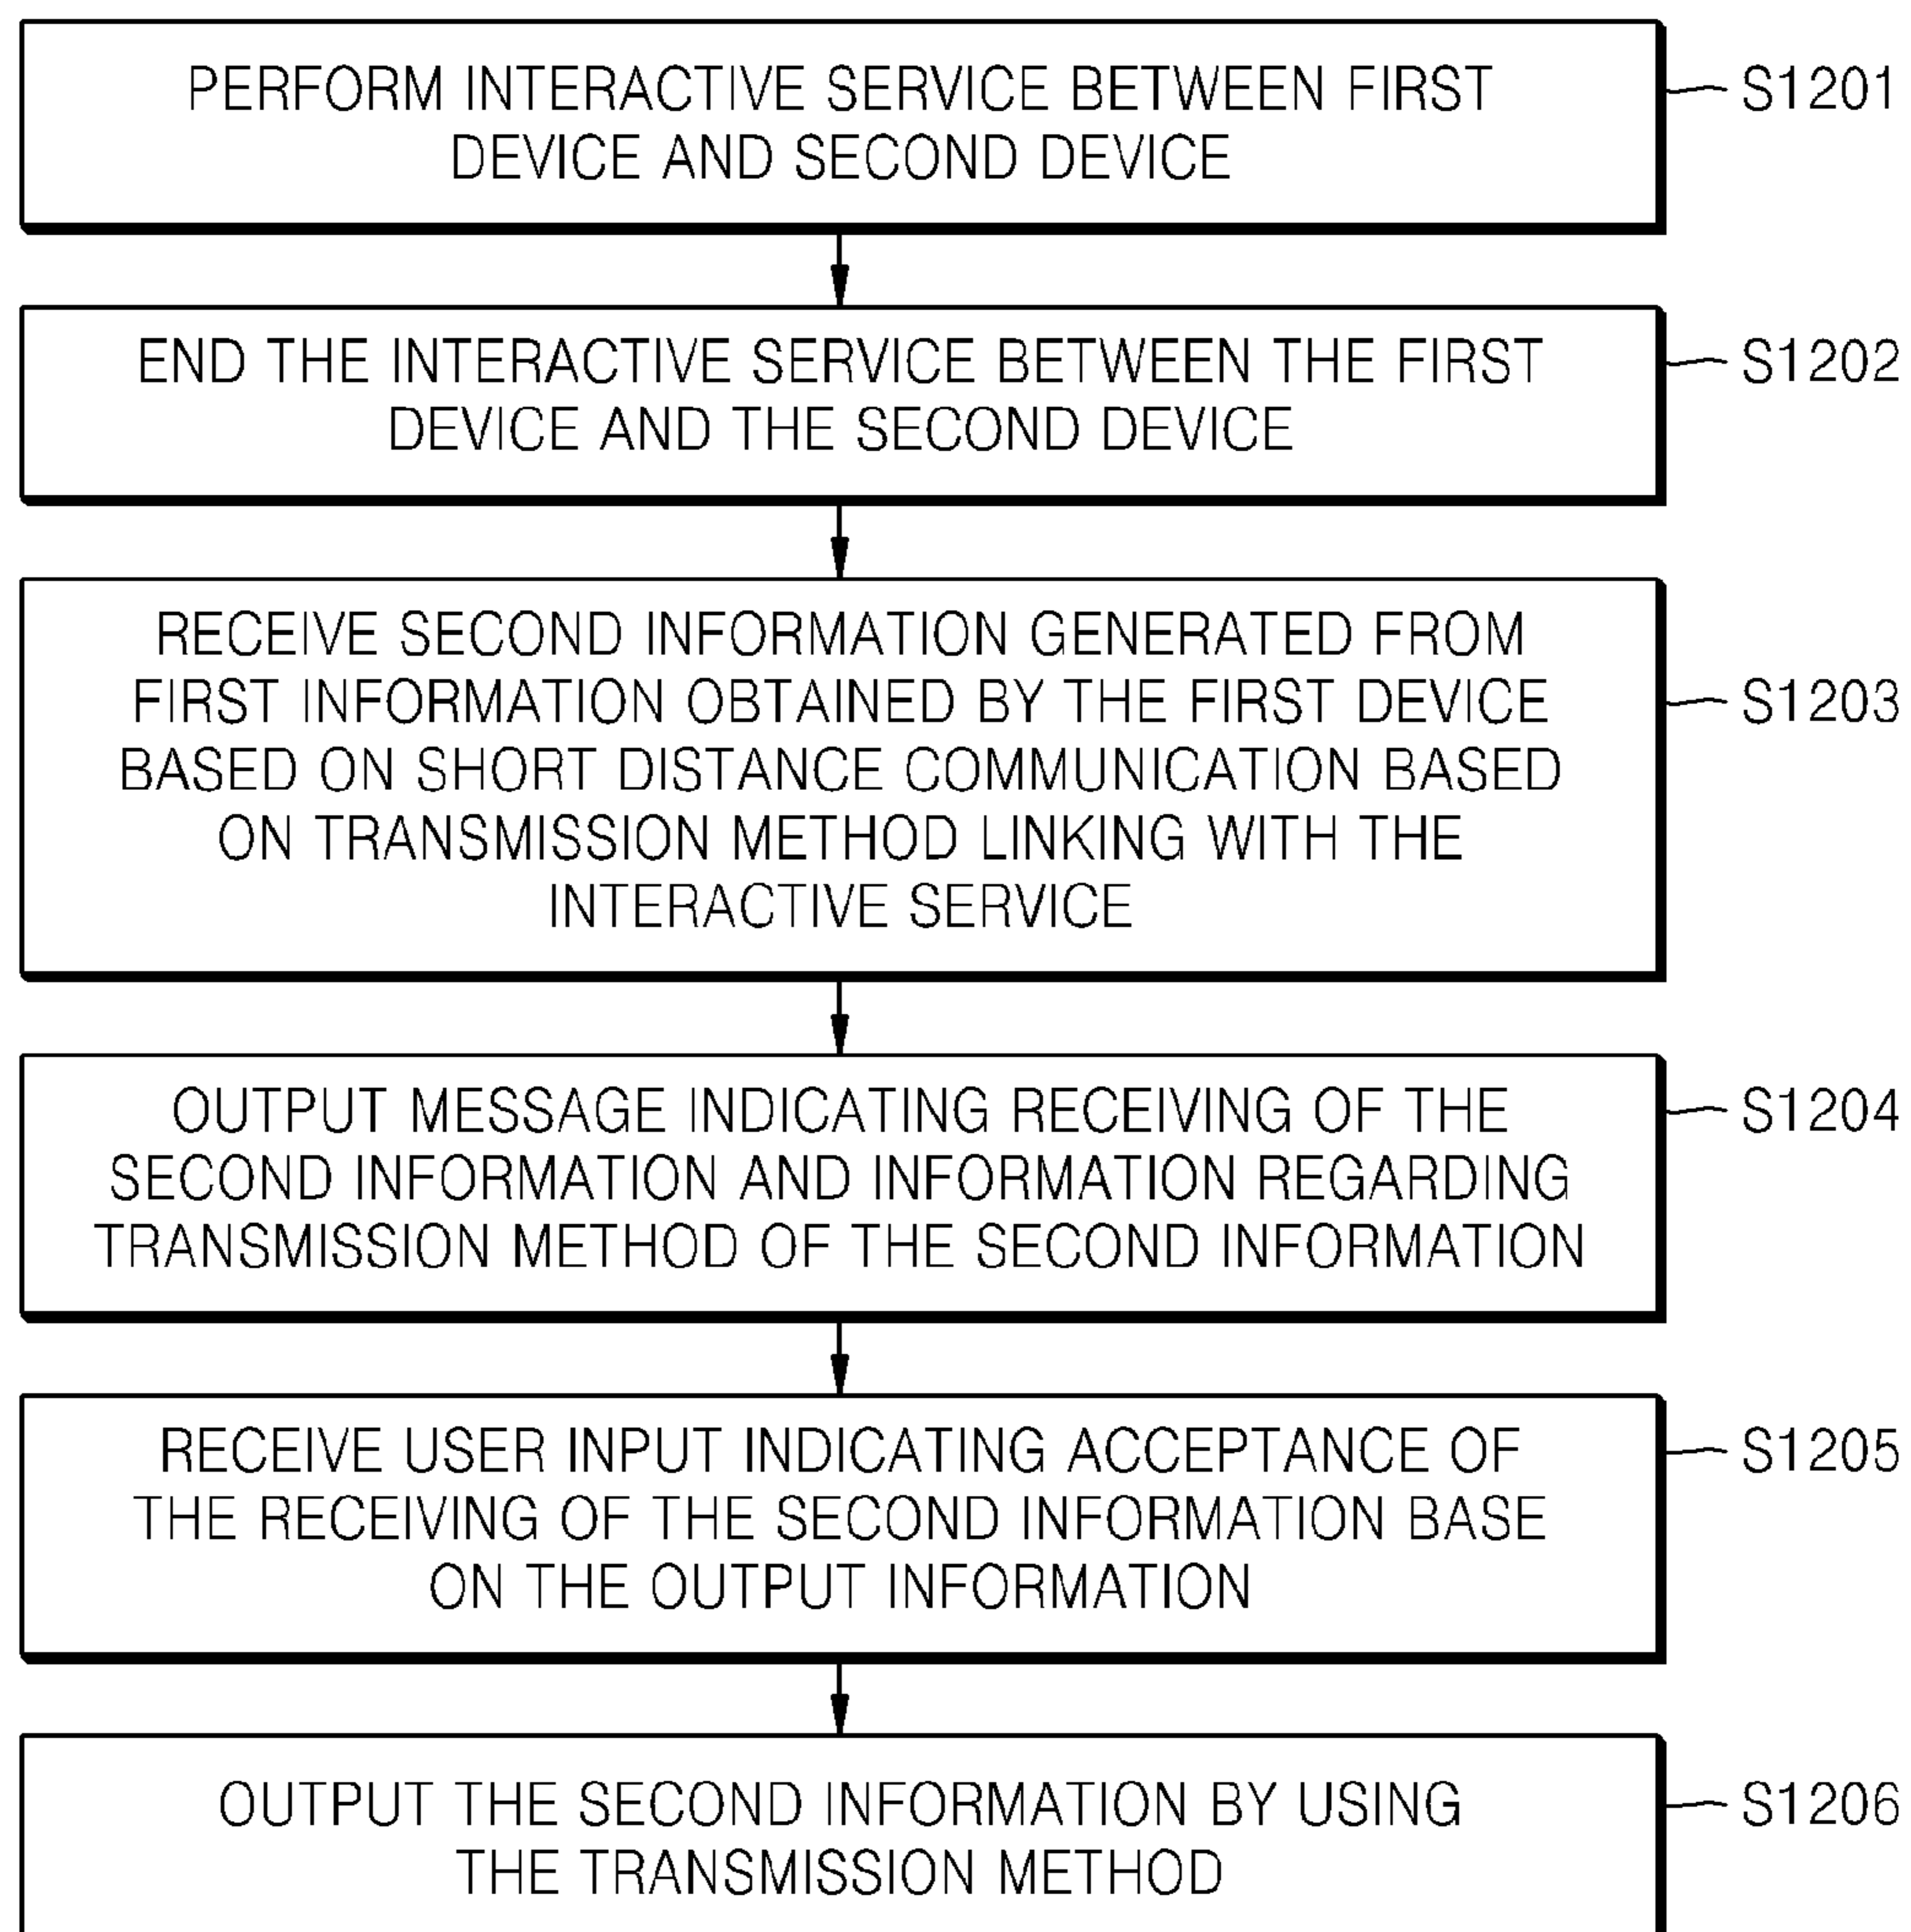 PERFORM INTERACTIVE SERVICE BETWEEN FIRST
DEVICE AND SECOND DEVICE
S1201
END THE INTERACTIVE SERVICE BETWEEN THE FIRST
DEVICE AND THE SECOND DEVICE
S1202
RECEIVE SECOND INFORMATION GENERATED FROM
FIRST INFORMATION OBTAINED BY THE FIRST DEVICE
BASED ON SHORT DISTANCE COMMUNICATION BASED
ON TRANSMISSION METHOD LINKING WITH THE
INTERACTIVE SERVICE
S1203
OUTPUT MESSAGE INDICATING RECEIVING OF THE
SECOND INFORMATION AND INFORMATION REGARDING
TRANSMISSION METHOD OF THE SECOND INFORMATION
S1204
RECEIVE USER INPUT INDICATING ACCEPTANCE OF
THE RECEIVING OF THE SECOND INFORMATION BASE
ON THE OUTPUT INFORMATION
S1205
OUTPUT THE SECOND INFORMATION BY USING
THE TRANSMISSION METHOD
S1206